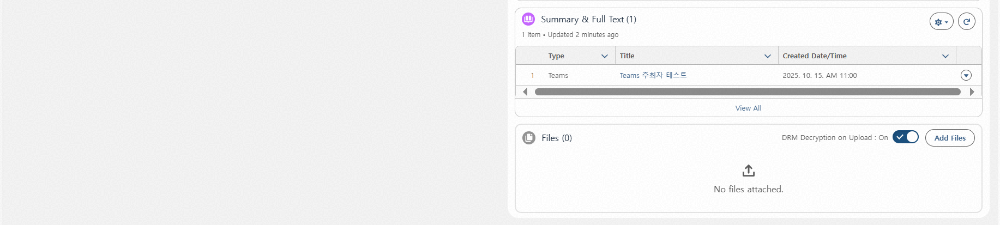 Summary & Full Text (1)
1 item • Updated 2 minutes ago
Type Title Created Date/Time
1 Teams Teams 주최자 테스트 2025. 10. 15. AM 11:00
View All
Files (0) DRM Decryption on Upload : On Add Files
No files attached.